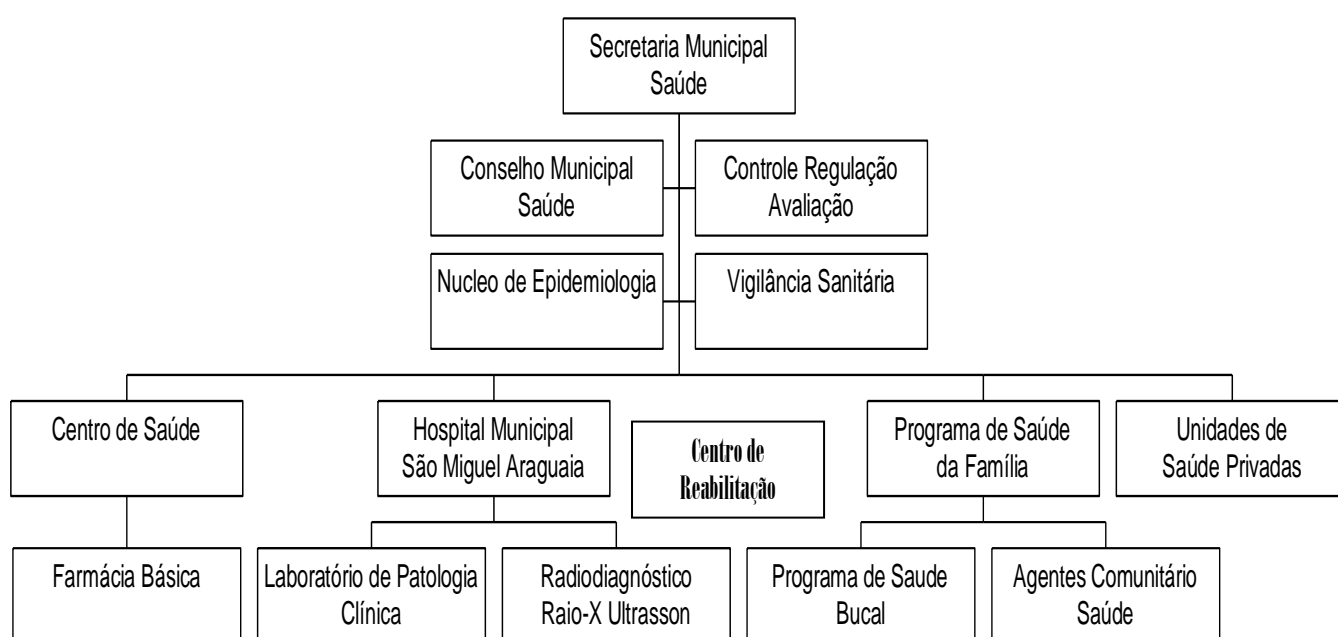 Secretaria Municipal
Saúde
Conselho Municipal
Saúde
Controle Regulação
Avaliação
Nucleo de Epidemiologia
Vigilância Sanitária
Centro de Saúde
Hospital Municipal
São Miguel Araguaia
Centro de
Reabilitação
Programa de Saúde
da Família
Unidades de
Saúde Privadas
Farmácia Básica
Laboratório de Patologia
Clínica
Radiodiagnóstico
Raio-X Ultrasson
Programa de Saude
Bucal
Agentes Comunitário
Saúde